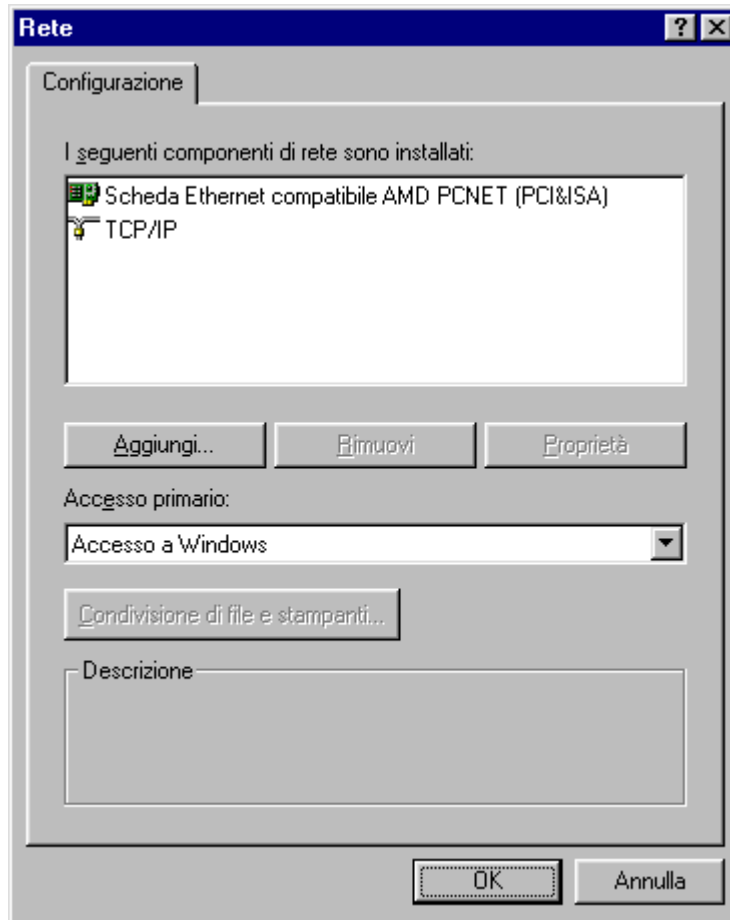 Rete
Configurazione
I seguenti componenti di rete sono installati:
Scheda Ethernet compatibile AMD PCNET (PCI&ISA)
TCP/IP
Aggiungi... Rimuovi Proprietà
Accesso primario:
Accesso a Windows
Condivisione di file e stampanti...
Descrizione
OK Annulla